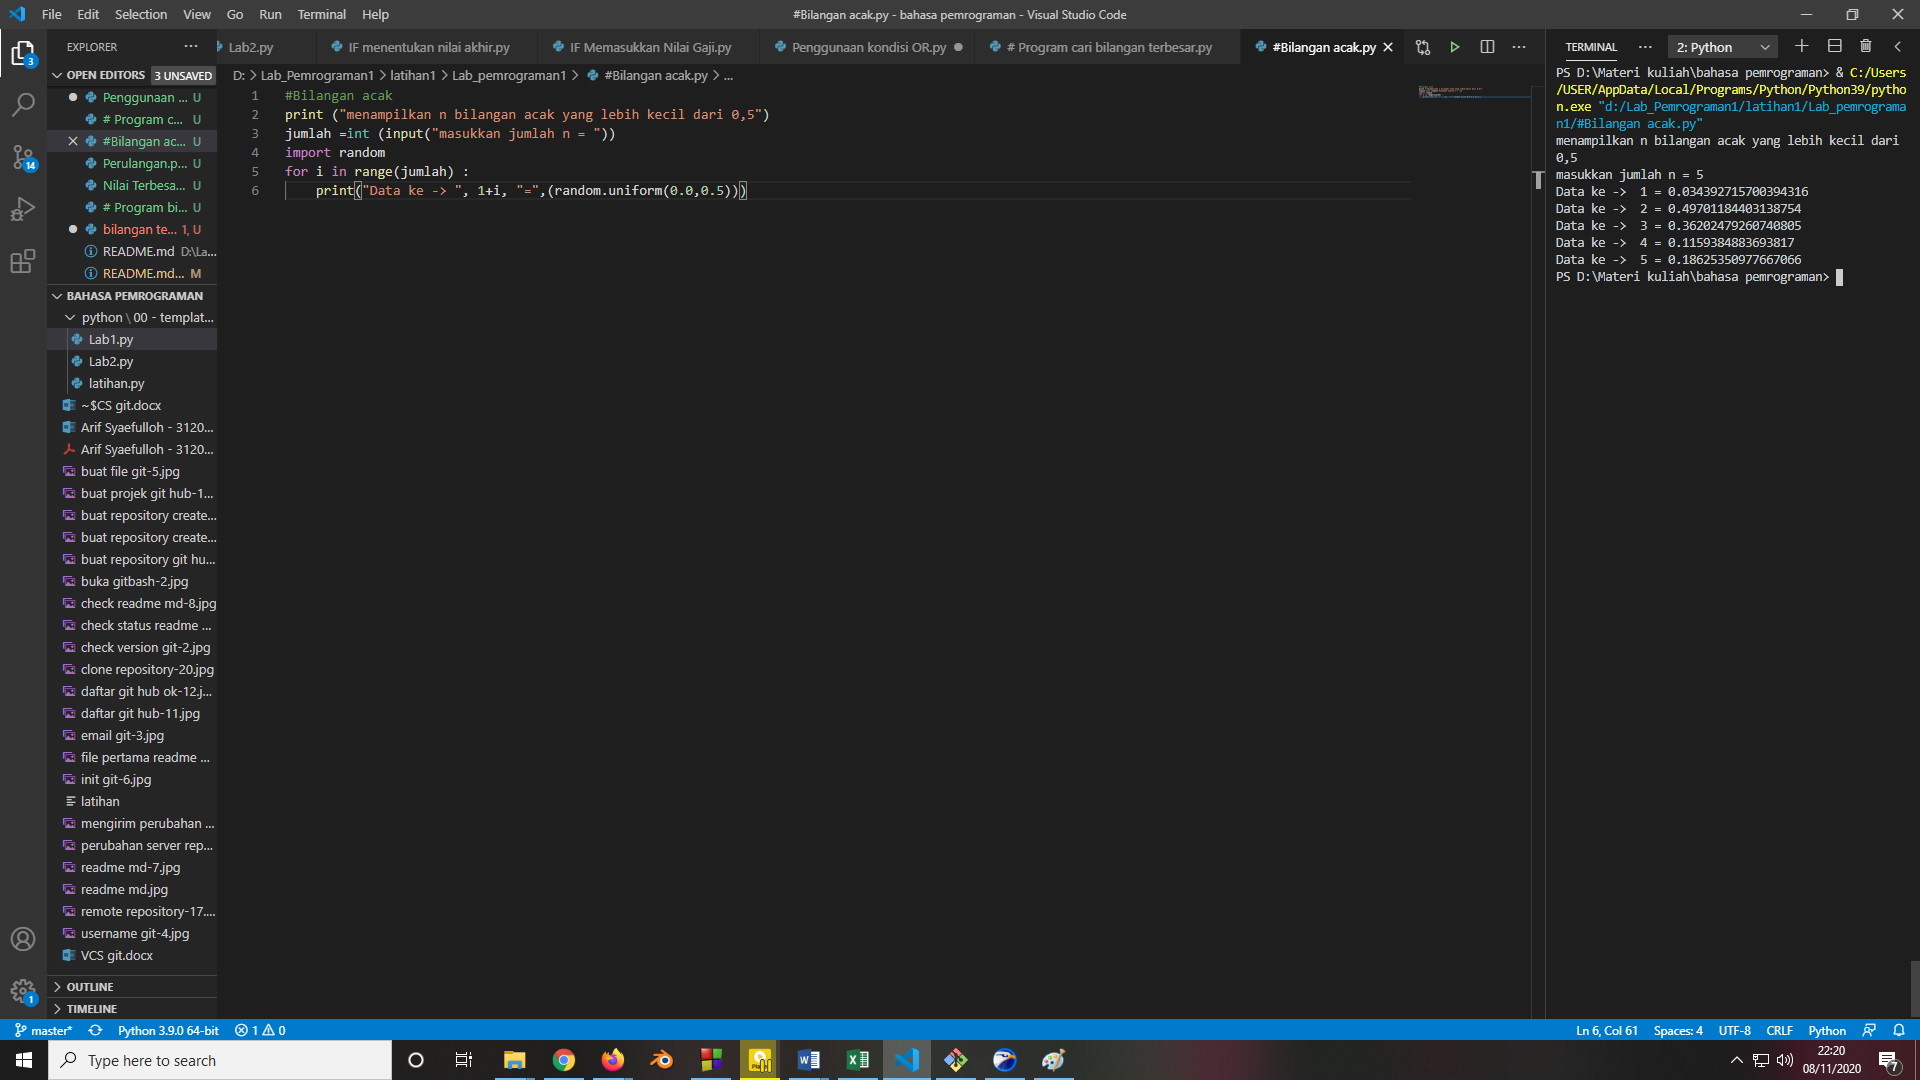 File Edit Selection View Go Run Terminal Help
#Bilangan acak.py - bahasa pemrograman - Visual Studio Code
EXPLORER ...
OPEN EDITORS 3 UNSAVED
Penggunaan ... U
# Program c... U
#Bilangan ac... U
Perulangan.p... U
Nilai Terbesa... U
# Program bi... U
bilangan te... 1, U
README.md D:\La...
README.md... M
BAHASA PEMROGRAMAN
python \ 00 - templat...
Lab1.py
Lab2.py
latihan.py
~$CS git.docx
Arif Syaefulloh - 3120...
Arif Syaefulloh - 3120...
buat file git-5.jpg
buat projek git hub-1...
buat repository create...
buat repository create...
buat repository git hu...
buka gitbash-2.jpg
check readme md-8.jpg
check status readme ...
check version git-2.jpg
clone repository-20.jpg
daftar git hub ok-12.j...
daftar git hub-11.jpg
email git-3.jpg
file pertama readme ...
init git-6.jpg
latihan
mengirim perubahan ...
perubahan server rep...
readme md-7.jpg
readme md.jpg
remote repository-17....
username git-4.jpg
VCS git.docx
OUTLINE
TIMELINE
3
14
1
Lab2.py IF menentukan nilai akhir.py IF Memasukkan Nilai Gaji.py Penggunaan kondisi OR.py # Program cari bilangan terbesar.py #Bilangan acak.py
D: > Lab_Pemrograman1 > latihan1 > Lab_pemrograman1 > #Bilangan acak.py > ...
1 #Bilangan acak
2 print ("menampilkan n bilangan acak yang lebih kecil dari 0,5")
3 jumlah =int (input("masukkan jumlah n = "))
4 import random
5 for i in range(jumlah) :
6 print("Data ke -> ", 1+i, "=",(random.uniform(0.0,0.5)))
TERMINAL ... 2: Python
PS D:\Materi kuliah\bahasa pemrograman> & C:/Users
/USER/AppData/Local/Programs/Python/Python39/pytho
n.exe "d:/Lab_Pemrograman1/latihan1/Lab_pemrograma
n1/#Bilangan acak.py"
menampilkan n bilangan acak yang lebih kecil dari
0,5
masukkan jumlah n = 5
Data ke ->  1 = 0.034392715700394316
Data ke ->  2 = 0.49701184403138754
Data ke ->  3 = 0.36202479260740805
Data ke ->  4 = 0.1159384883693817
Data ke ->  5 = 0.18625350977667066
PS D:\Materi kuliah\bahasa pemrograman>
master* Python 3.9.0 64-bit 1 0
Ln 6, Col 61 Spaces: 4 UTF-8 CRLF Python
Type here to search
22:20
08/11/2020
7